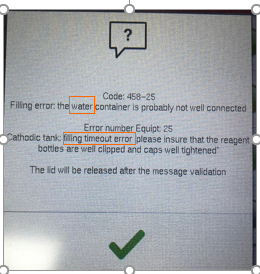 ?
Code: 458-25
Filling error: the water container is probably not well connected
Error number Equipt: 25
Cathodic tank: filling timeout error please insure that the reagent
bottles are well clipped and caps well tightened"
The lid will be released after the message validation